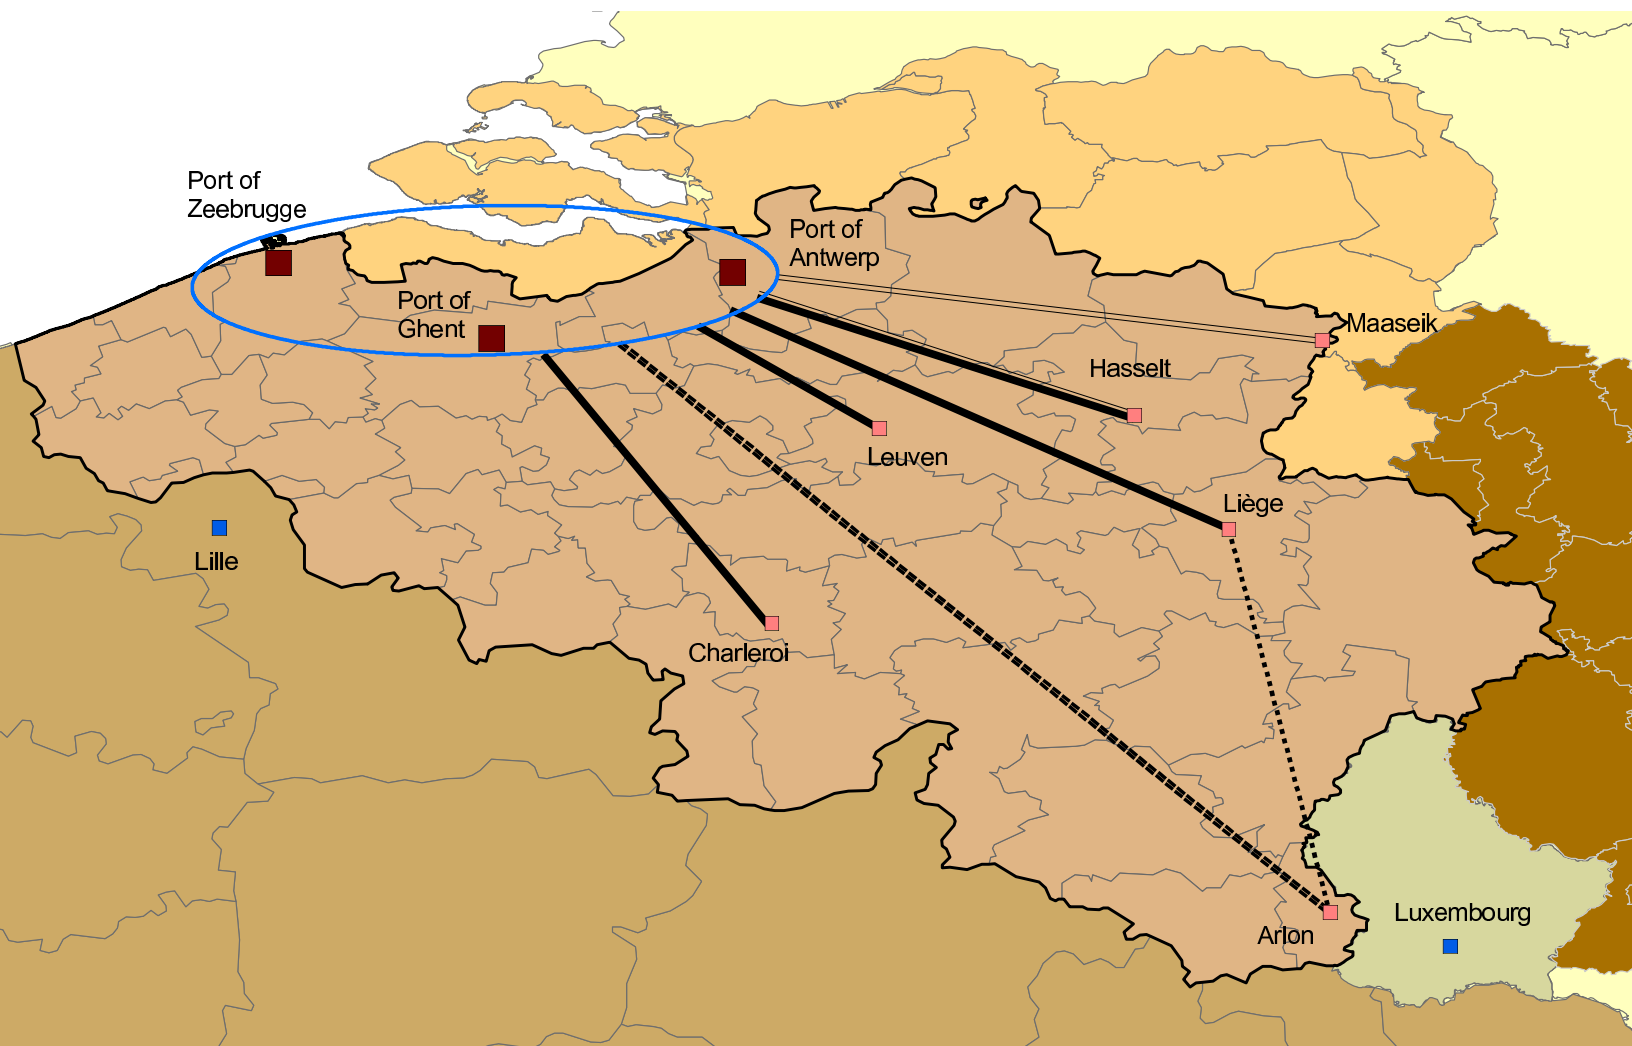 Port of
Zeebrugge
Port of
Antwerp
Port of
Ghent
Maaseik
Hasselt
Leuven
Liège
Lille
Charleroi
Luxembourg
Arlon